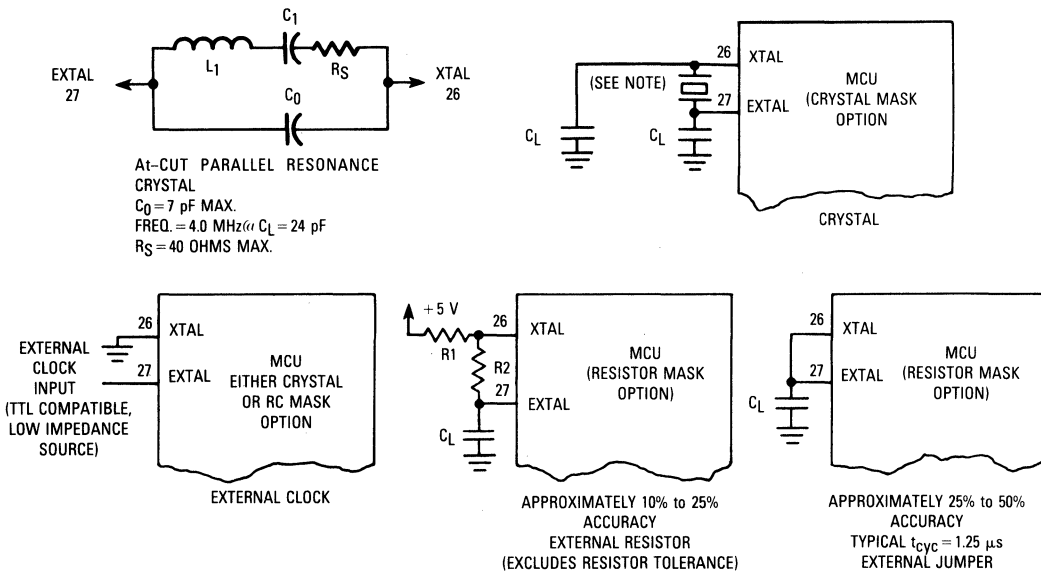 C1
L1
RS
C0
EXTAL
27
XTAL
26
At-CUT PARALLEL RESONANCE
CRYSTAL
C0 = 7 pF MAX.
FREQ. = 4.0 MHz @ CL = 24 pF
RS = 40 OHMS MAX.
26
XTAL
(SEE NOTE)
MCU
(CRYSTAL MASK
OPTION
27
EXTAL
CL
CL
CRYSTAL
26
XTAL
EXTERNAL
CLOCK
INPUT
(TTL COMPATIBLE,
LOW IMPEDANCE
SOURCE)
27
EXTAL
MCU
EITHER CRYSTAL
OR RC MASK
OPTION
EXTERNAL CLOCK
+5 V
R1
26
XTAL
R2
MCU
(RESISTOR MASK
OPTION)
27
EXTAL
CL
APPROXIMATELY 10% to 25%
ACCURACY
EXTERNAL RESISTOR
(EXCLUDES RESISTOR TOLERANCE)
26
XTAL
MCU
(RESISTOR MASK
OPTION)
27
EXTAL
CL
APPROXIMATELY 25% to 50%
ACCURACY
TYPICAL tcyc = 1.25 μs
EXTERNAL JUMPER